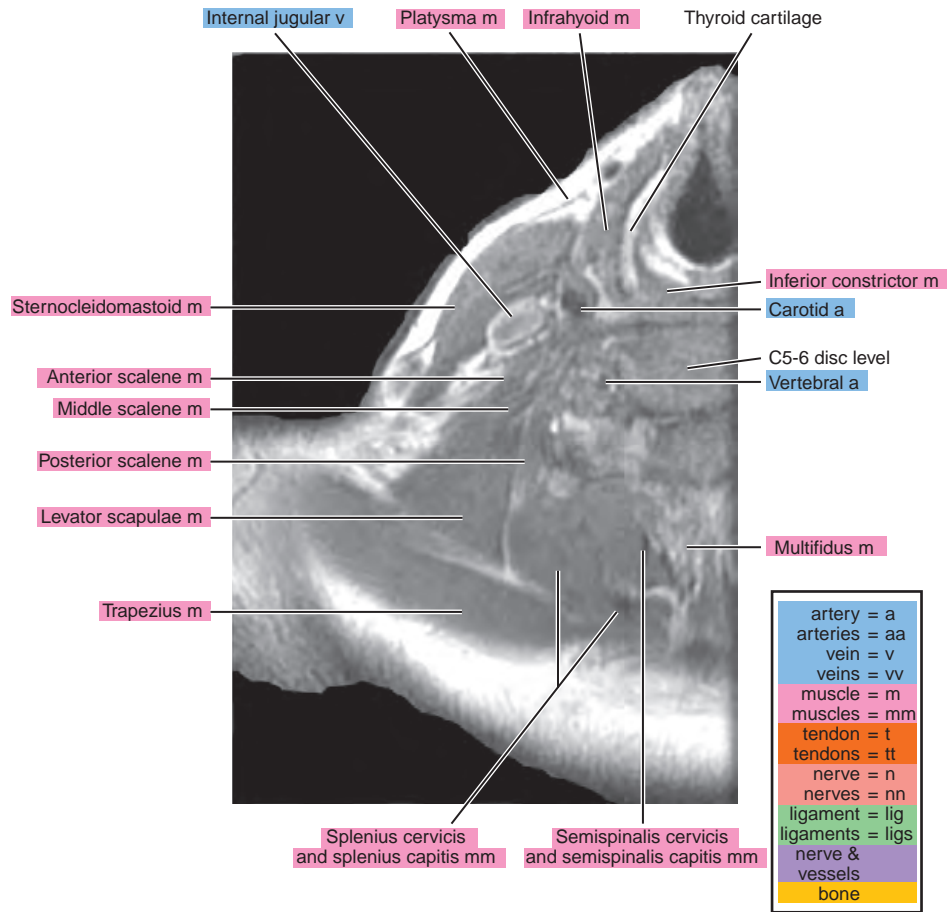 Internal jugular v
Platysma m
Infrahyoid m
Thyroid cartilage
Inferior constrictor m
Sternocleidomastoid m
Carotid a
C5-6 disc level
Anterior scalene m
Vertebral a
Middle scalene m
Posterior scalene m
Levator scapulae m
Multifidus m
Trapezius m
artery = a
arteries = aa
vein = v
veins = vv
muscle = m
muscles = mm
tendon = t
tendons = tt
nerve = n
nerves = nn
ligament = lig
ligaments = ligs
nerve &
vessels
bone
Splenius cervicis
and splenius capitis mm
Semispinalis cervicis
and semispinalis capitis mm